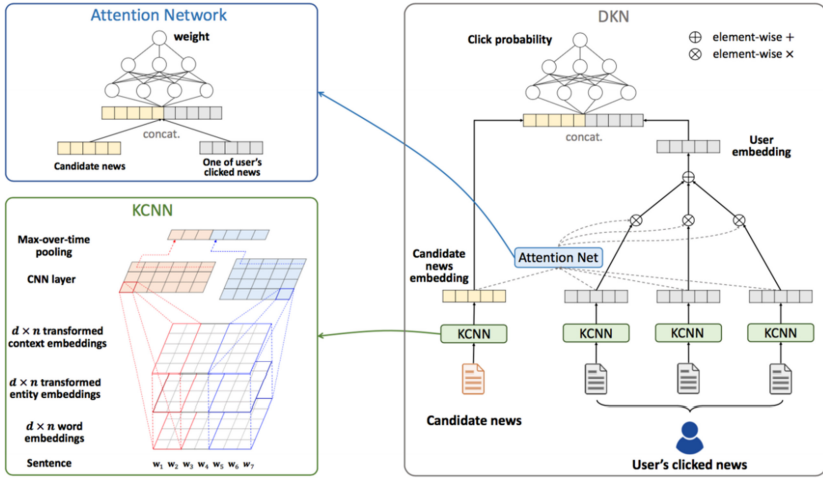 Attention Network
weight
concat.
Candidate news
One of user's
clicked news
KCNN
Max-over-time
pooling
CNN layer
d × n transformed
context embeddings
d × n transformed
entity embeddings
d × n word
embeddings
Sentence
w₁ w₂ w₃ w₄ w₅ w₆ w₇
DKN
Click probability
element-wise +
element-wise ×
concat.
User
embedding
Candidate
news
embedding
Attention Net
KCNN
KCNN
KCNN
KCNN
Candidate news
User's clicked news